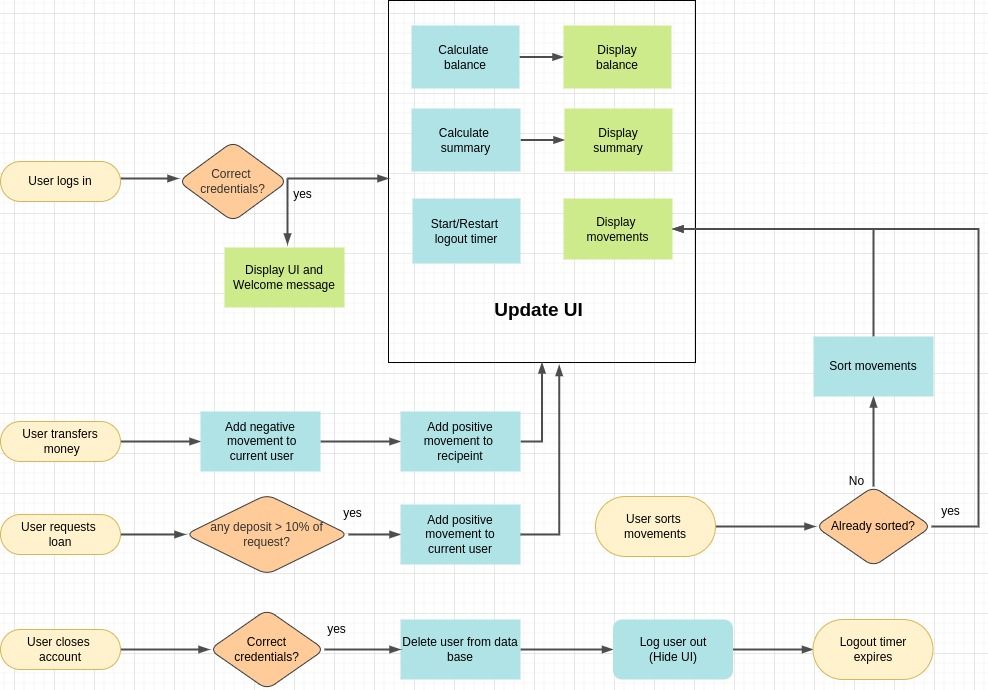 Calculate
balance
Display
balance
Calculate
summary
Display
summary
User logs in
Correct
credentials?
yes
Start/Restart
logout timer
Display
movements
Display UI and
Welcome message
Update UI
Sort movements
User transfers
money
Add negative
movement to
current user
Add positive
movement to
recipeint
No
User requests
loan
any deposit > 10% of
request?
yes
Add positive
movement to
current user
User sorts
movements
Already sorted?
yes
User closes
account
Correct
credentials?
yes
Delete user from data
base
Log user out
(Hide UI)
Logout timer
expires